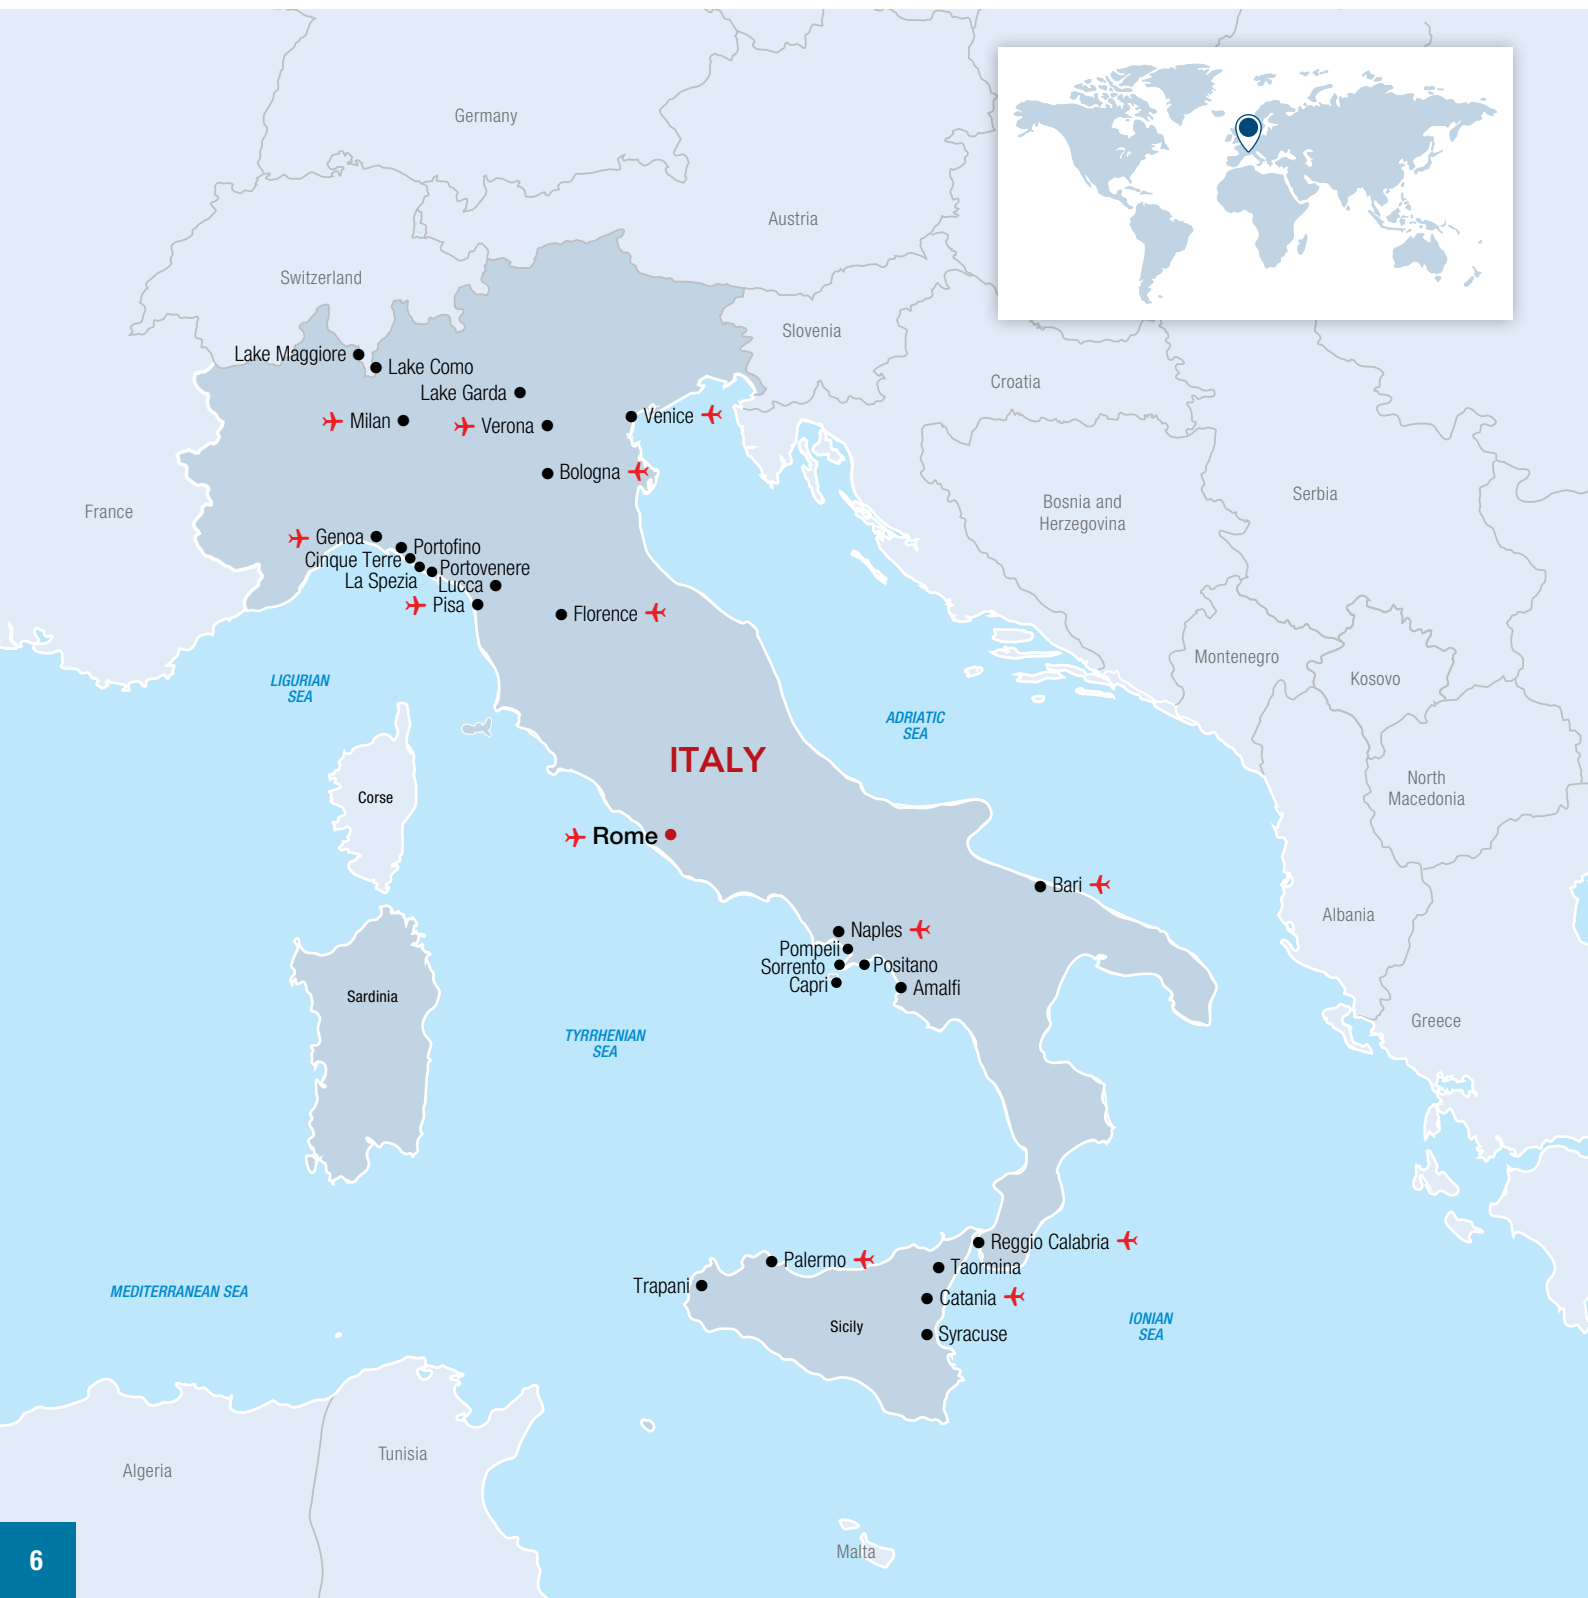 Germany
Austria
Switzerland
Slovenia
Croatia
Lake Maggiore
Lake Como
Lake Garda
Milan
Verona
Venice
Bologna
France
Bosnia and
Herzegovina
Serbia
Genoa
Portofino
Cinque Terre
Portovenere
La Spezia
Lucca
Pisa
Florence
Montenegro
Kosovo
LIGURIAN
SEA
ADRIATIC
SEA
ITALY
North
Macedonia
Corse
Rome
Bari
Albania
Naples
Pompeii
Sorrento
Positano
Capri
Amalfi
Sardinia
Greece
TYRRHENIAN
SEA
Reggio Calabria
Palermo
Taormina
Trapani
MEDITERRANEAN SEA
Catania
IONIAN
SEA
Sicily
Syracuse
Tunisia
Algeria
Malta
6